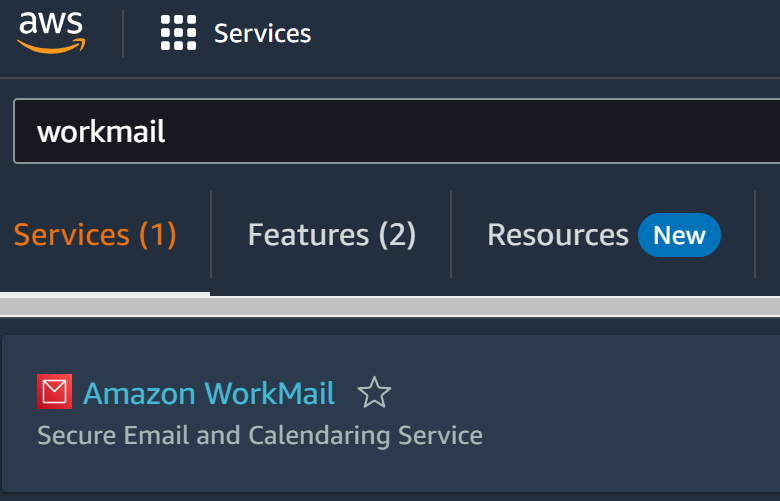 aws
Services
workmail
Services (1)
Features (2)
Resources New
Amazon WorkMail
Secure Email and Calendaring Service